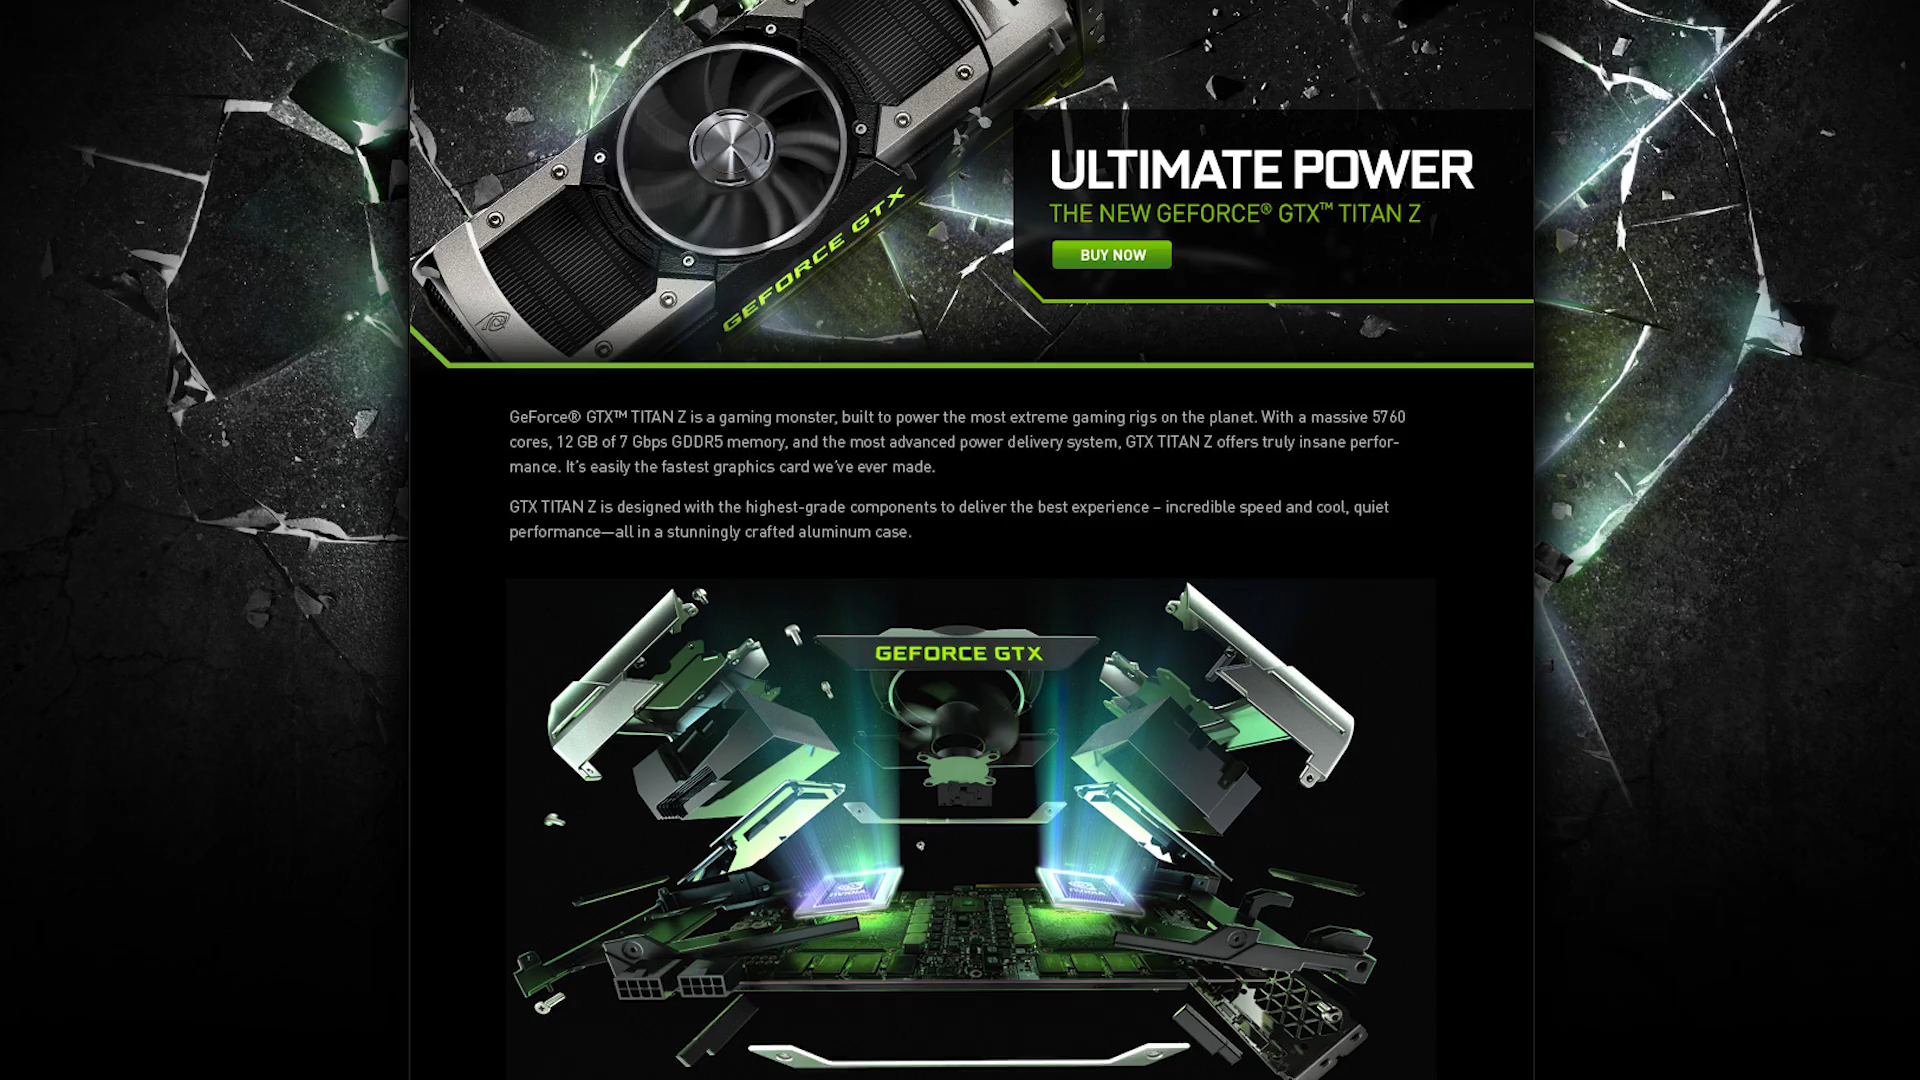 ULTIMATE POWER
THE NEW GEFORCE® GTX™ TITAN Z
BUY NOW
GEFORCE GTX
GeForce® GTX™ TITAN Z is a gaming monster, built to power the most extreme gaming rigs on the planet. With a massive 5760
cores, 12 GB of 7 Gbps GDDR5 memory, and the most advanced power delivery system, GTX TITAN Z offers truly insane perfor-
mance. It's easily the fastest graphics card we've ever made.
GTX TITAN Z is designed with the highest-grade components to deliver the best experience – incredible speed and cool, quiet
performance—all in a stunningly crafted aluminum case.
GEFORCE GTX
NVIDIA
NVIDIA